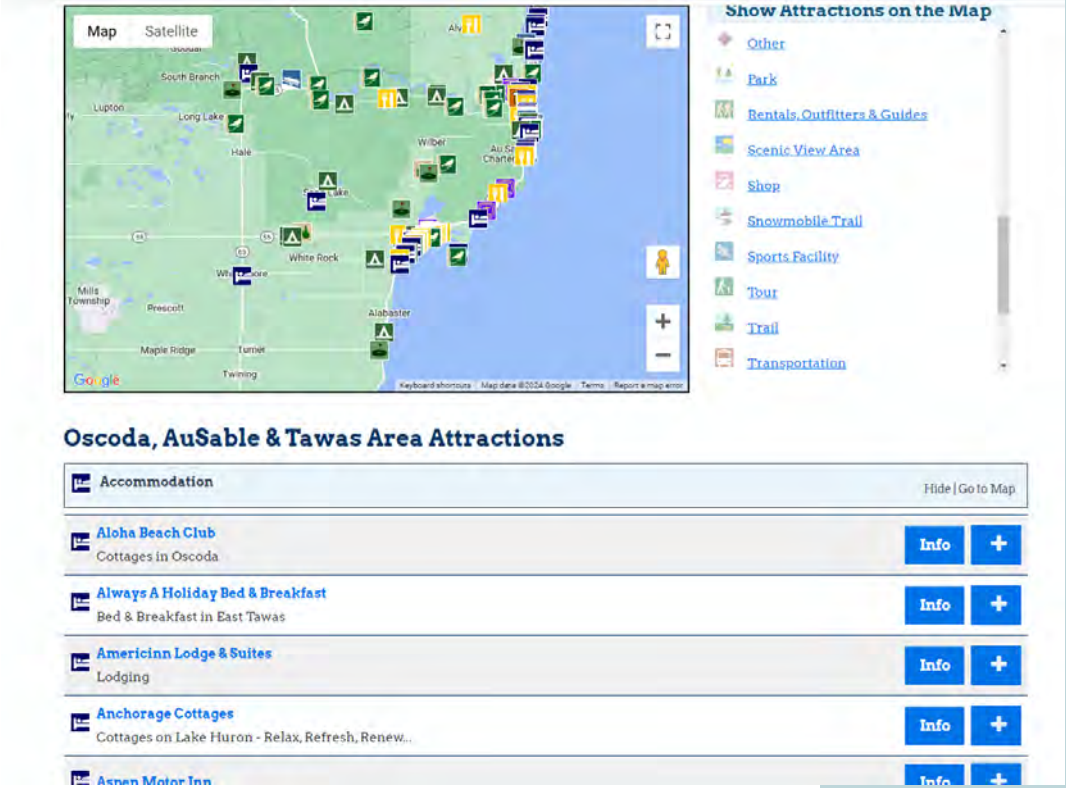 Show Attractions on the Map
Map
Satellite
South Branch
Lupton
Long Lake
Hale
Wilber
White Rock
Mills
Township
Prescott
Alabaster
Maple Ridge
Turner
Twining
65
55
65
Google
Keyboard shortcuts
Map data ©2024 Google
Terms
Report a map error
Other
Park
Rentals, Outfitters & Guides
Scenic View Area
Shop
Snowmobile Trail
Sports Facility
Tour
Trail
Transportation
Oscoda, AuSable & Tawas Area Attractions
Accommodation
Hide | Go to Map
Aloha Beach Club
Cottages in Oscoda
Info +
Always A Holiday Bed & Breakfast
Bed & Breakfast in East Tawas
Info +
Americinn Lodge & Suites
Lodging
Info +
Anchorage Cottages
Cottages on Lake Huron - Relax, Refresh, Renew...
Info +
Aspen Motor Inn
Info +